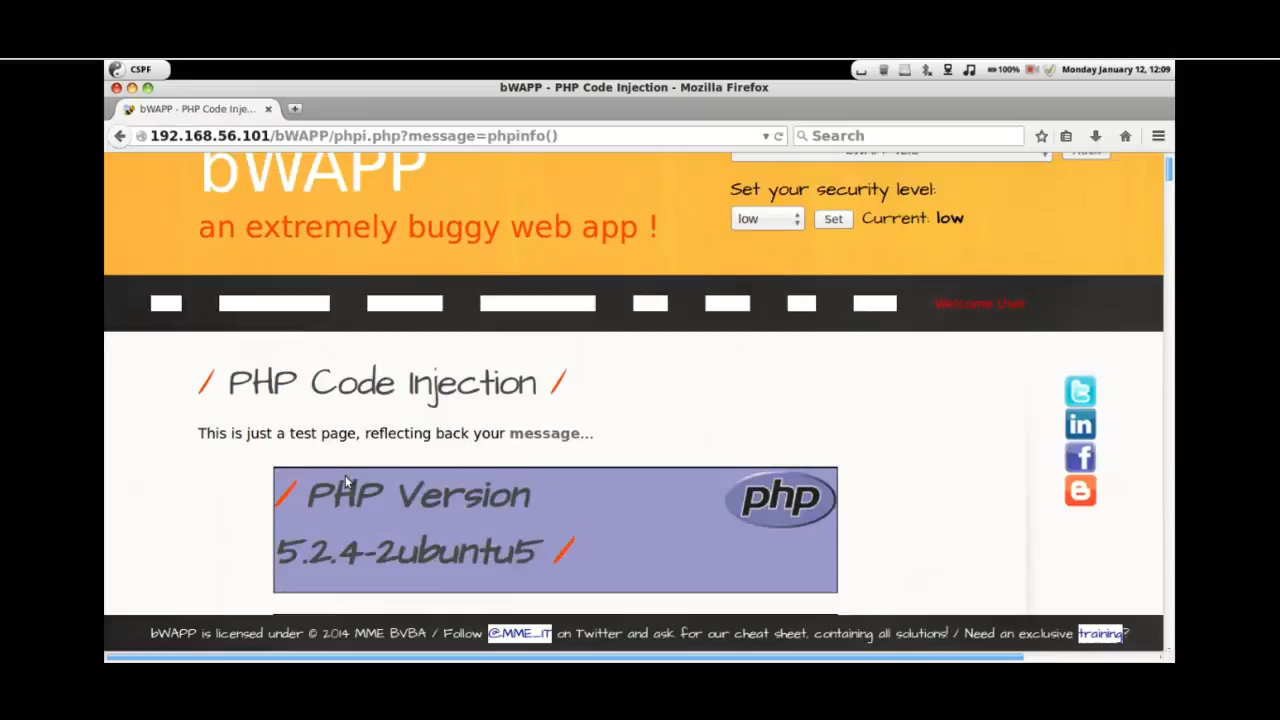 CSPF
100%
Monday January 12, 12:09
bWAPP - PHP Code Injection - Mozilla Firefox
bWAPP - PHP Code Inje...
192.168.56.101/bWAPP/phpi.php?message=phpinfo()
Search
bWAPP
Set your security level:
an extremely buggy web app !
low
Set
Current: low
Welcome User
/ PHP Code Injection /
This is just a test page, reflecting back your message...
/ PHP Version
5.2.4-2ubuntu5 /
php
bWAPP is licensed under © 2014 MME BVBA / Follow @MME_IT on Twitter and ask for our cheat sheet, containing all solutions! / Need an exclusive training?